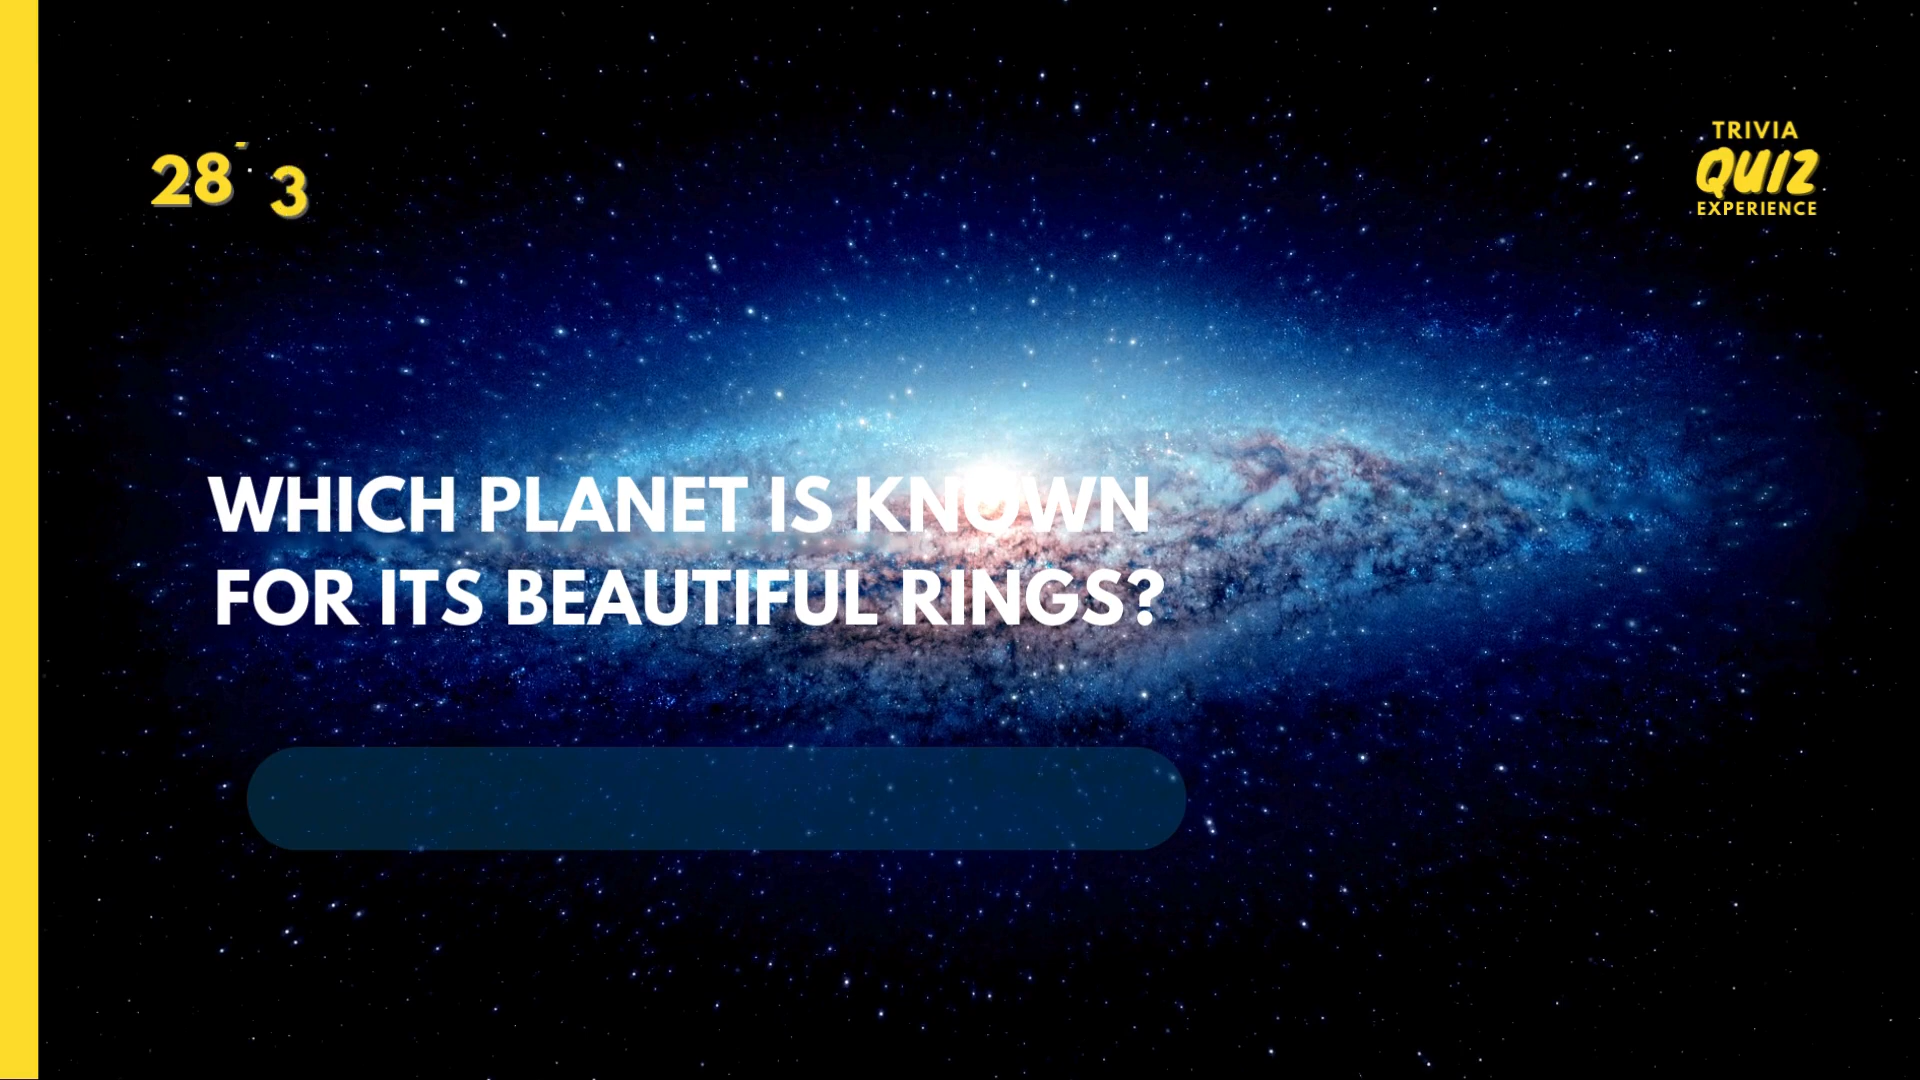 28 3
TRIVIA
QUIZ
EXPERIENCE
WHICH PLANET IS KNOWN
FOR ITS BEAUTIFUL RINGS?